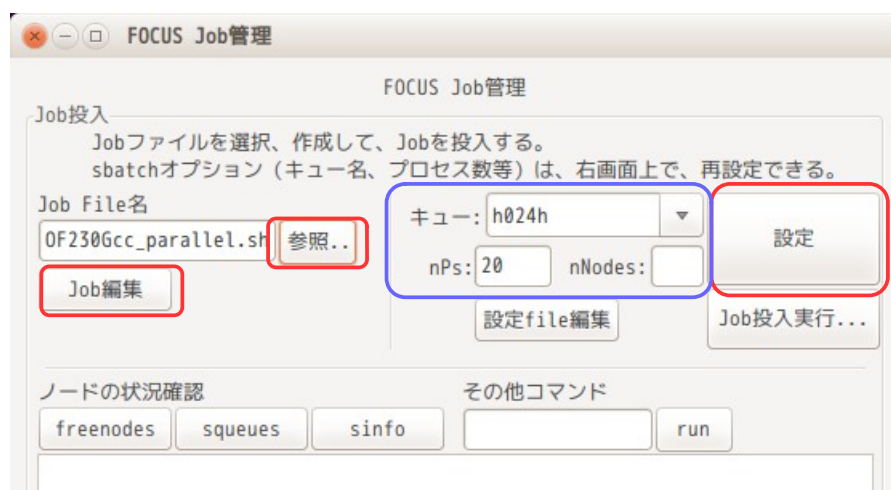 FOCUS Job管理
FOCUS Job管理
Job投入
Jobファイルを選択、作成して、Jobを投入する。
sbatchオプション（キュー名、プロセス数等）は、右画面上で、再設定できる。
Job File名
OF230Gcc_parallel.sh 参照..
Job編集
キュー: h024h
nPs: 20 nNodes:
設定
設定file編集
Job投入実行...
ノードの状況確認
freenodes squeues sinfo
その他コマンド
run